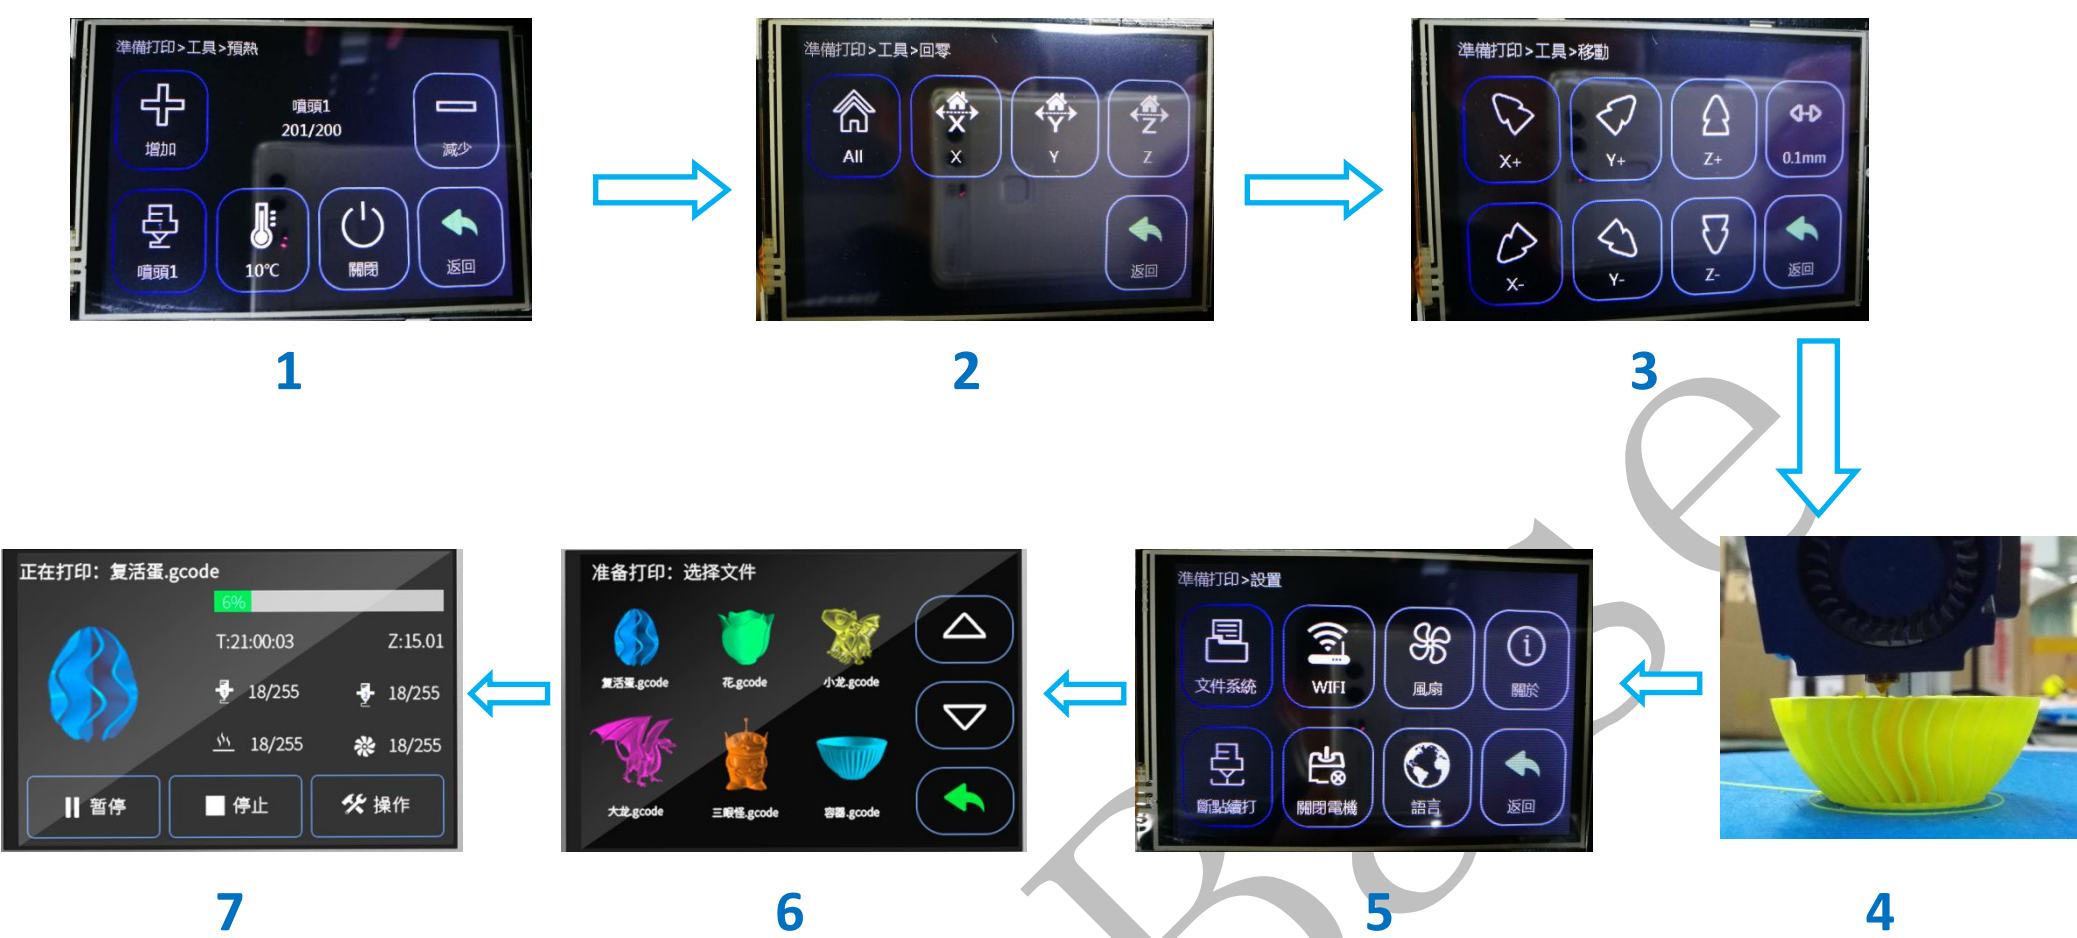 準備打印>工具>預熱
增加
噴頭1
201/200
減少
噴頭1
10℃
關閉
返回
1
準備打印>工具>回零
All
X
X
Y
Y
Z
Z
返回
2
準備打印>工具>移動
X+
Y+
Z+
0.1mm
X-
Y-
Z-
返回
3
4
準備打印>設置
文件系統
WIFI
風扇
關於
斷點續打
關閉電機
語言
返回
5
准备打印：选择文件
复活蛋.gcode
花.gcode
小龙.gcode
大龙.gcode
三眼怪.gcode
容器.gcode
6
正在打印：复活蛋.gcode
6%
T:21:00:03
Z:15.01
18/255
18/255
18/255
18/255
暂停
停止
操作
7